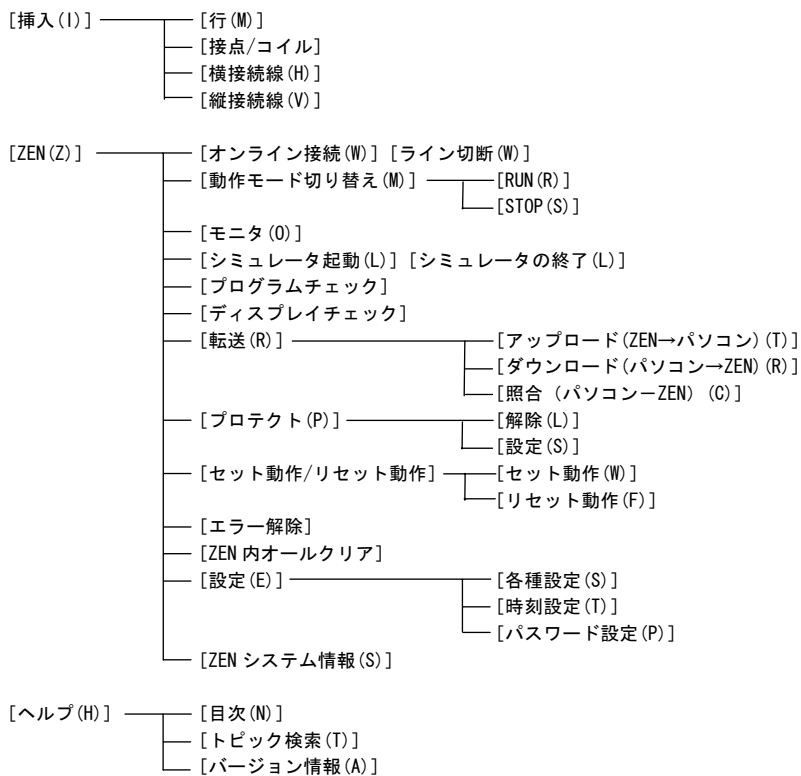 [挿入(I)] [行(M)]
[接点/コイル]
[横接続線(H)]
[縦接続線(V)]
[ZEN(Z)] [オンライン接続(W)] [ライン切断(W)]
[動作モード切り替え(M)] [RUN(R)]
[STOP(S)]
[モニタ(O)]
[シミュレータ起動(L)] [シミュレータの終了(L)]
[プログラムチェック]
[ディスプレイチェック]
[転送(R)] [アップロード(ZEN→パソコン)(T)]
[ダウンロード(パソコン→ZEN)(R)]
[照合（パソコン－ZEN）(C)]
[プロテクト(P)] [解除(L)]
[設定(S)]
[セット動作/リセット動作] [セット動作(W)]
[リセット動作(F)]
[エラー解除]
[ZEN 内オールクリア]
[設定(E)] [各種設定(S)]
[時刻設定(T)]
[パスワード設定(P)]
[ZEN システム情報(S)]
[ヘルプ(H)] [目次(N)]
[トピック検索(T)]
[バージョン情報(A)]